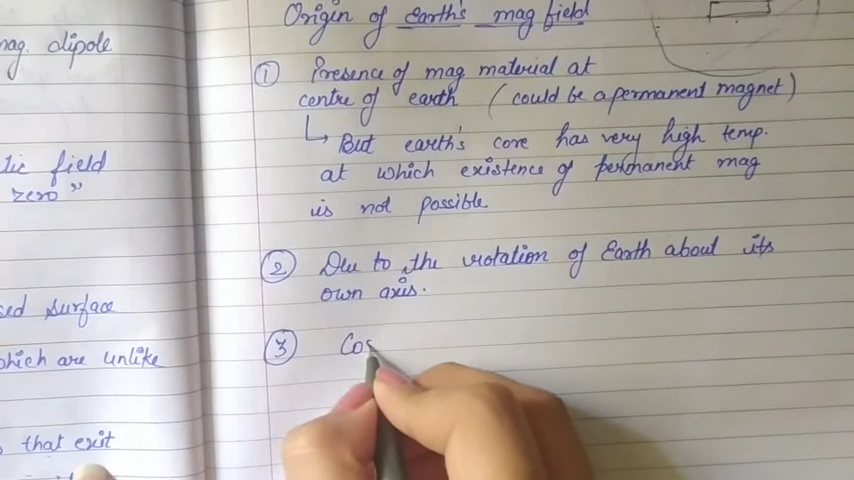 mag. dipole
tic field
zero"
sed surface
which are unlike
that exit
Origin of earth's mag field
① Presence of mag material at
centre of earth (could be a permanent magnet)
↳ But earth's core has very high temp.
at which existence of permanent mag
is not possible
② Due to the rotation of Earth about its
own axis.
③ Cos